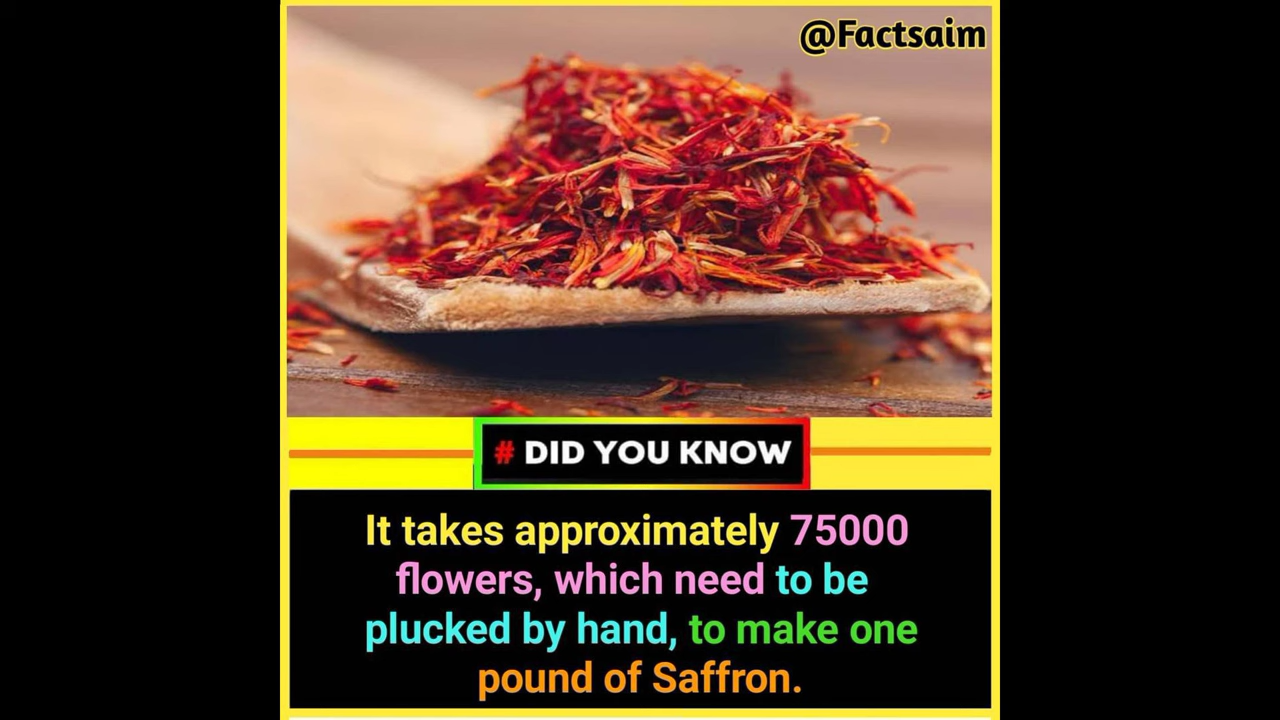 @Factsaim
# DID YOU KNOW
It takes approximately 75000
flowers, which need to be
plucked by hand, to make one
pound of Saffron.